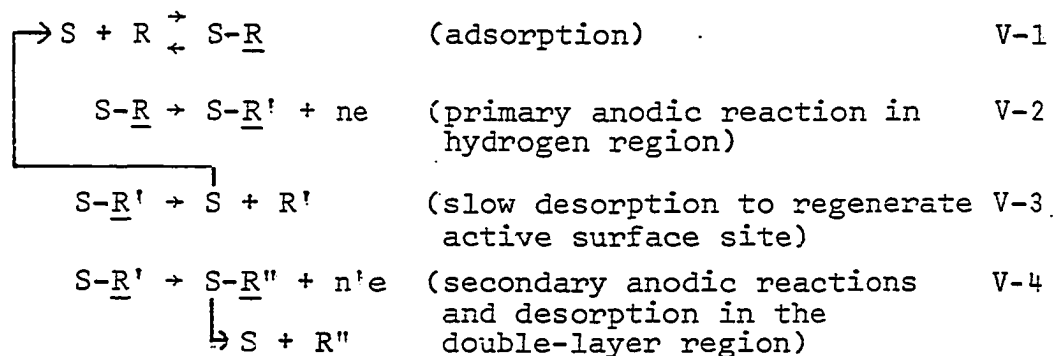 S + R ⇄ S-R (adsorption) V-1
S-R → S-R' + ne (primary anodic reaction in V-2
hydrogen region)
S-R' → S + R' (slow desorption to regenerate V-3
active surface site)
S-R' → S-R" + n'e (secondary anodic reactions V-4
and desorption in the
↳ S + R" double-layer region)